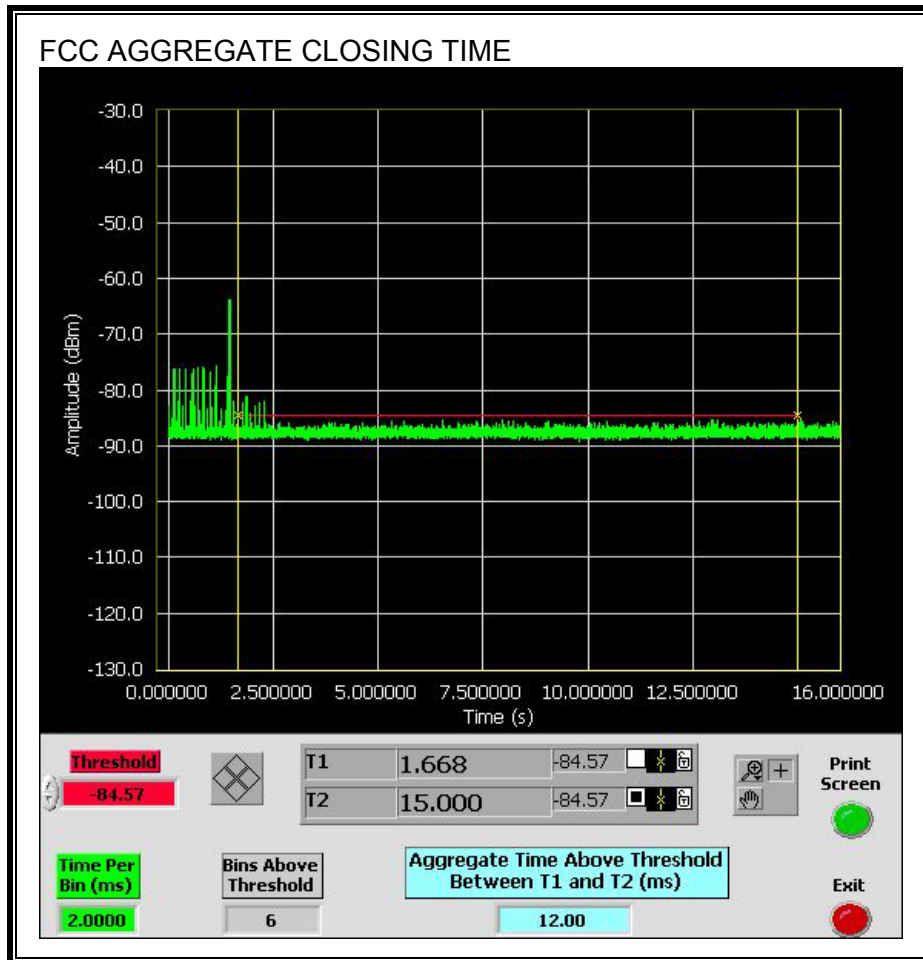 FCC AGGREGATE CLOSING TIME
-30.0
-40.0
-50.0
-60.0
-70.0
-80.0
-90.0
-100.0
-110.0
-120.0
-130.0
Amplitude (dBm)
0.000000 2.500000 5.000000 7.500000 10.000000 12.500000 16.000000
Time (s)
Threshold
-84.57
T1 1.668 -84.57
T2 15.000 -84.57
Print
Screen
Time Per
Bin (ms)
2.0000
Bins Above
Threshold
6
Aggregate Time Above Threshold
Between T1 and T2 (ms)
12.00
Exit